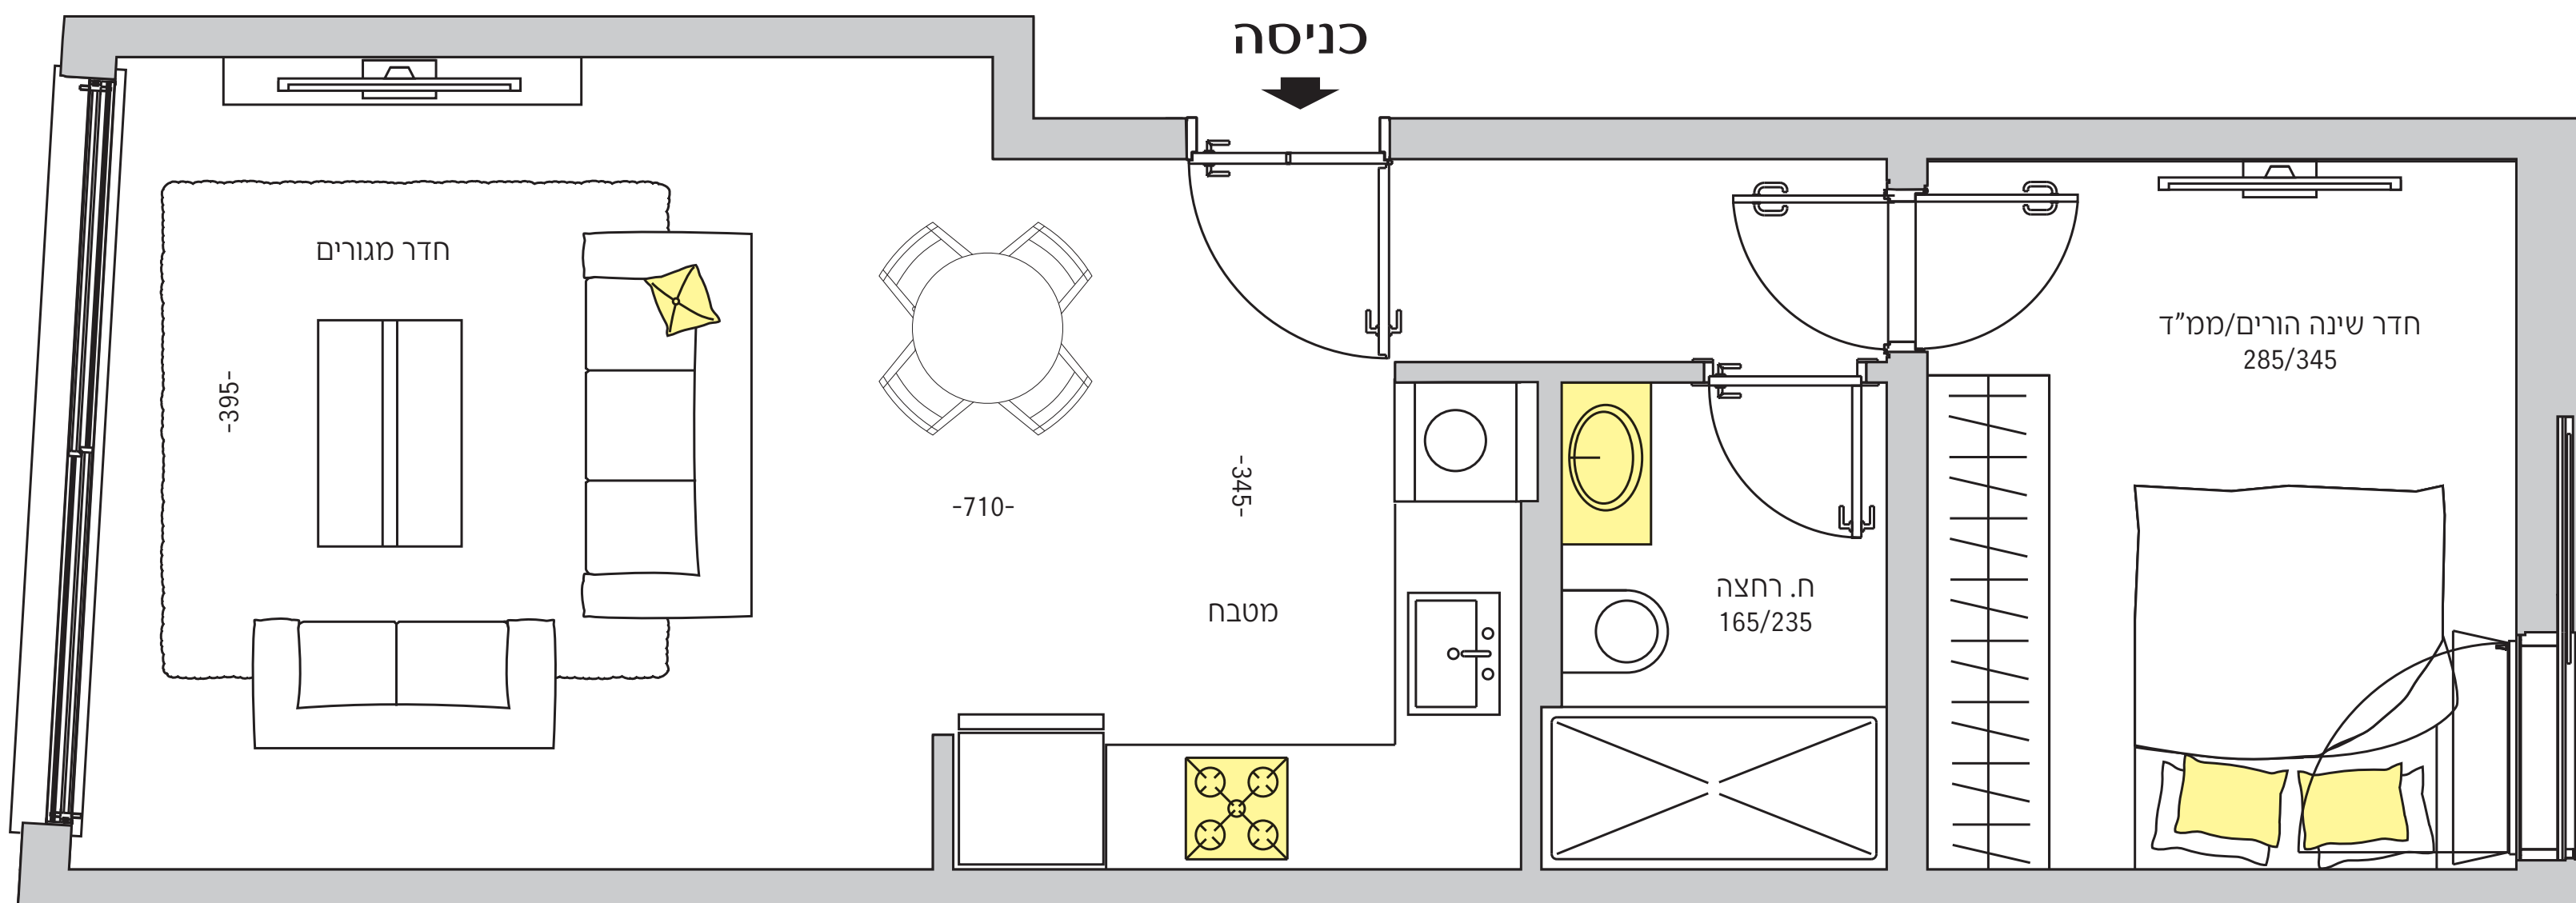 כניסה
חדר מגורים
-395-
-710-
-345-
מטבח
ח. רחצה
165/235
חדר שינה הורים/ממ"ד
285/345